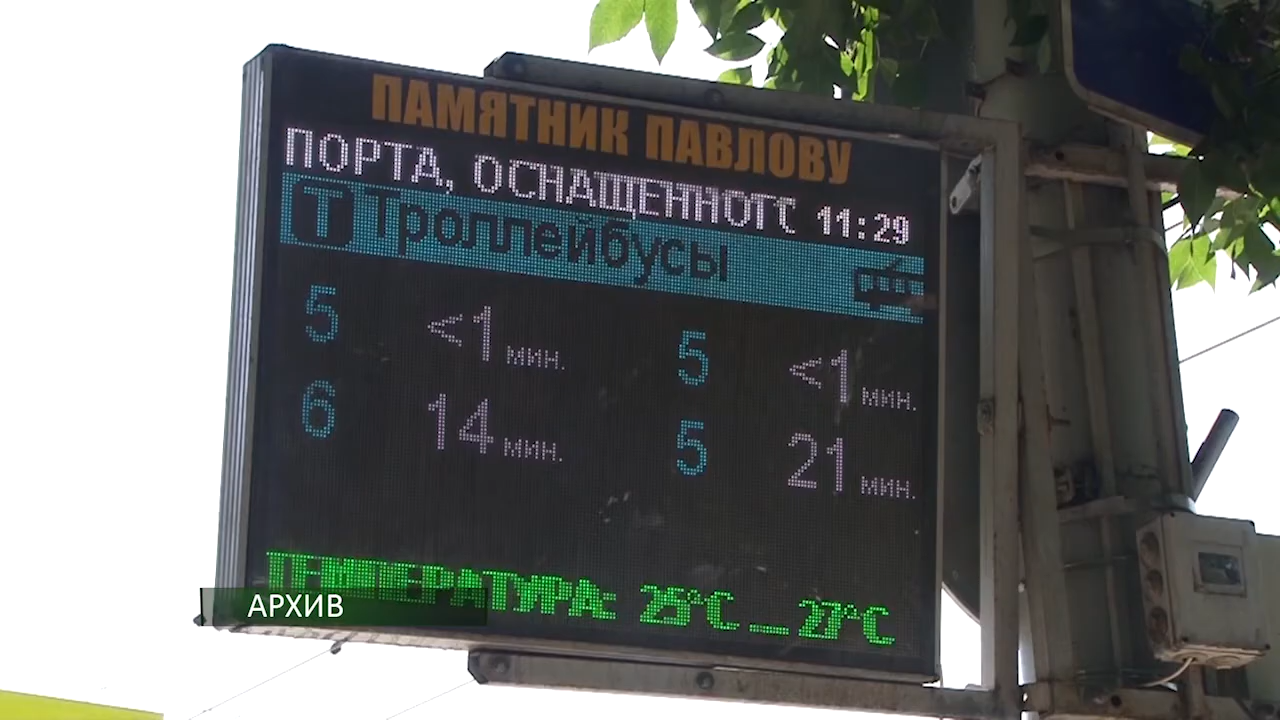 ПАМЯТНИК ПАВЛОВУ
ПОРТА, ОСНАЩЕННОГО 11:29
Т Троллейбусы
5 <1 мин. 5 <1 мин.
6 14 мин. 5 21 мин.
ТЕМПЕРАТУРА: 25°C _ 27°C
АРХИВ